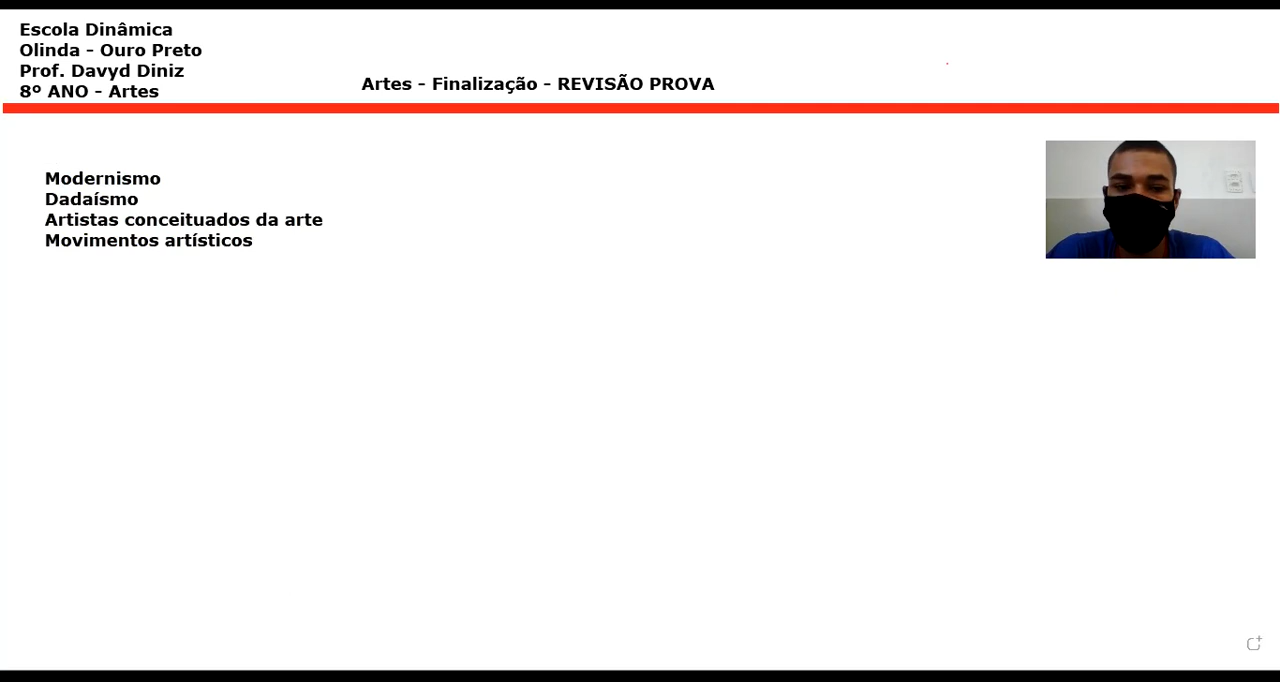 Escola Dinâmica
Olinda - Ouro Preto
Prof. Davyd Diniz
8º ANO - Artes
Artes - Finalização - REVISÃO PROVA
Modernismo
Dadaísmo
Artistas conceituados da arte
Movimentos artísticos